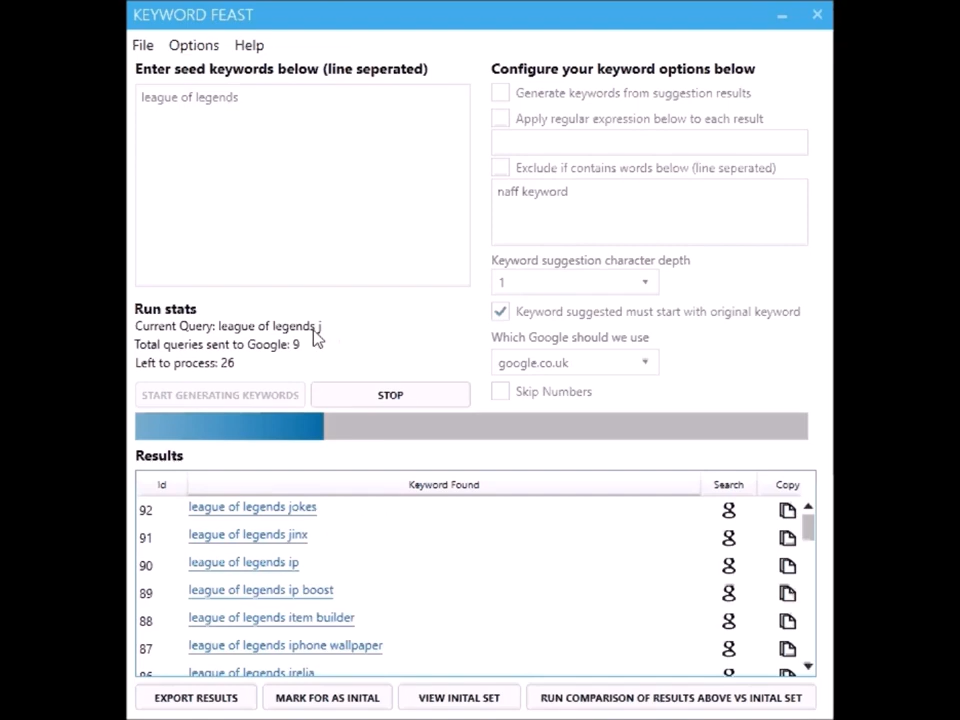 KEYWORD FEAST
File Options Help
Enter seed keywords below (line seperated)
league of legends
Configure your keyword options below
Generate keywords from suggestion results
Apply regular expression below to each result
Exclude if contains words below (line seperated)
naff keyword
Keyword suggestion character depth
1
Keyword suggested must start with original keyword
Which Google should we use
google.co.uk
Skip Numbers
Run stats
Current Query: league of legends j
Total queries sent to Google: 9
Left to process: 26
START GENERATING KEYWORDS STOP
Results
Id Keyword Found Search Copy
92 league of legends jokes
91 league of legends jinx
90 league of legends ip
89 league of legends ip boost
88 league of legends item builder
87 league of legends iphone wallpaper
86 league of legends irelia
EXPORT RESULTS MARK FOR AS INITAL VIEW INITAL SET RUN COMPARISON OF RESULTS ABOVE VS INITAL SET